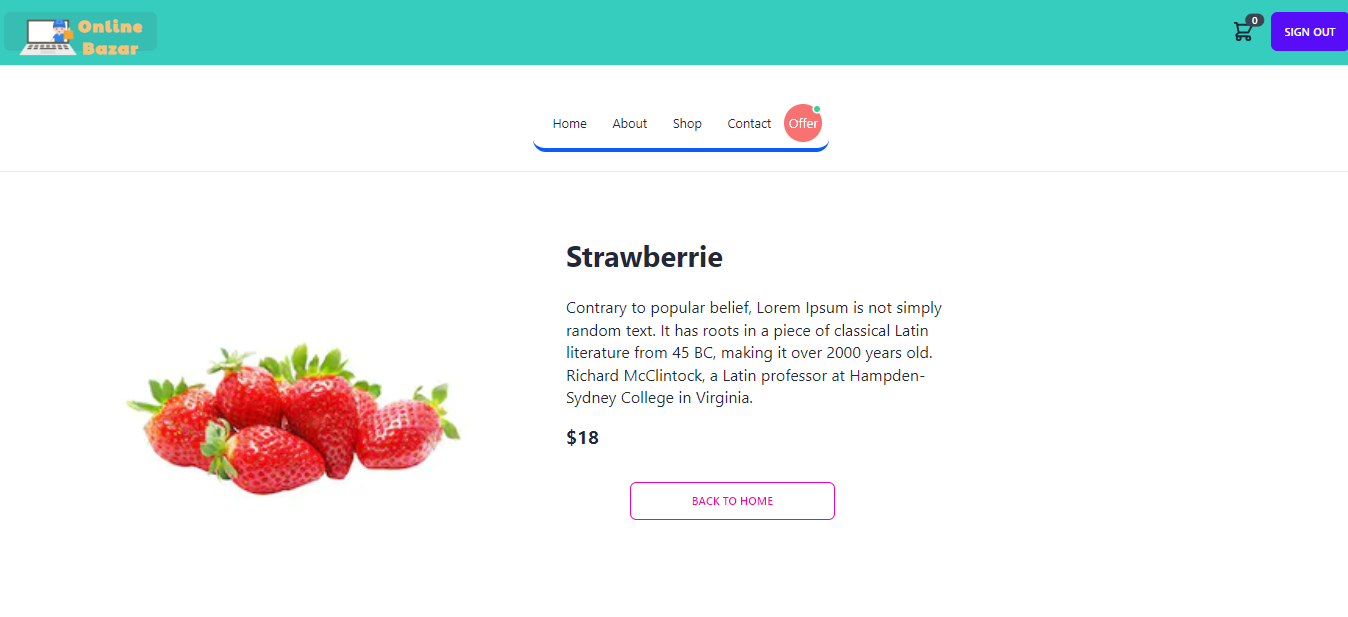 Online
Bazar
0
SIGN OUT
Home About Shop Contact Offer
Strawberrie
Contrary to popular belief, Lorem Ipsum is not simply
random text. It has roots in a piece of classical Latin
literature from 45 BC, making it over 2000 years old.
Richard McClintock, a Latin professor at Hampden-
Sydney College in Virginia.
$18
BACK TO HOME